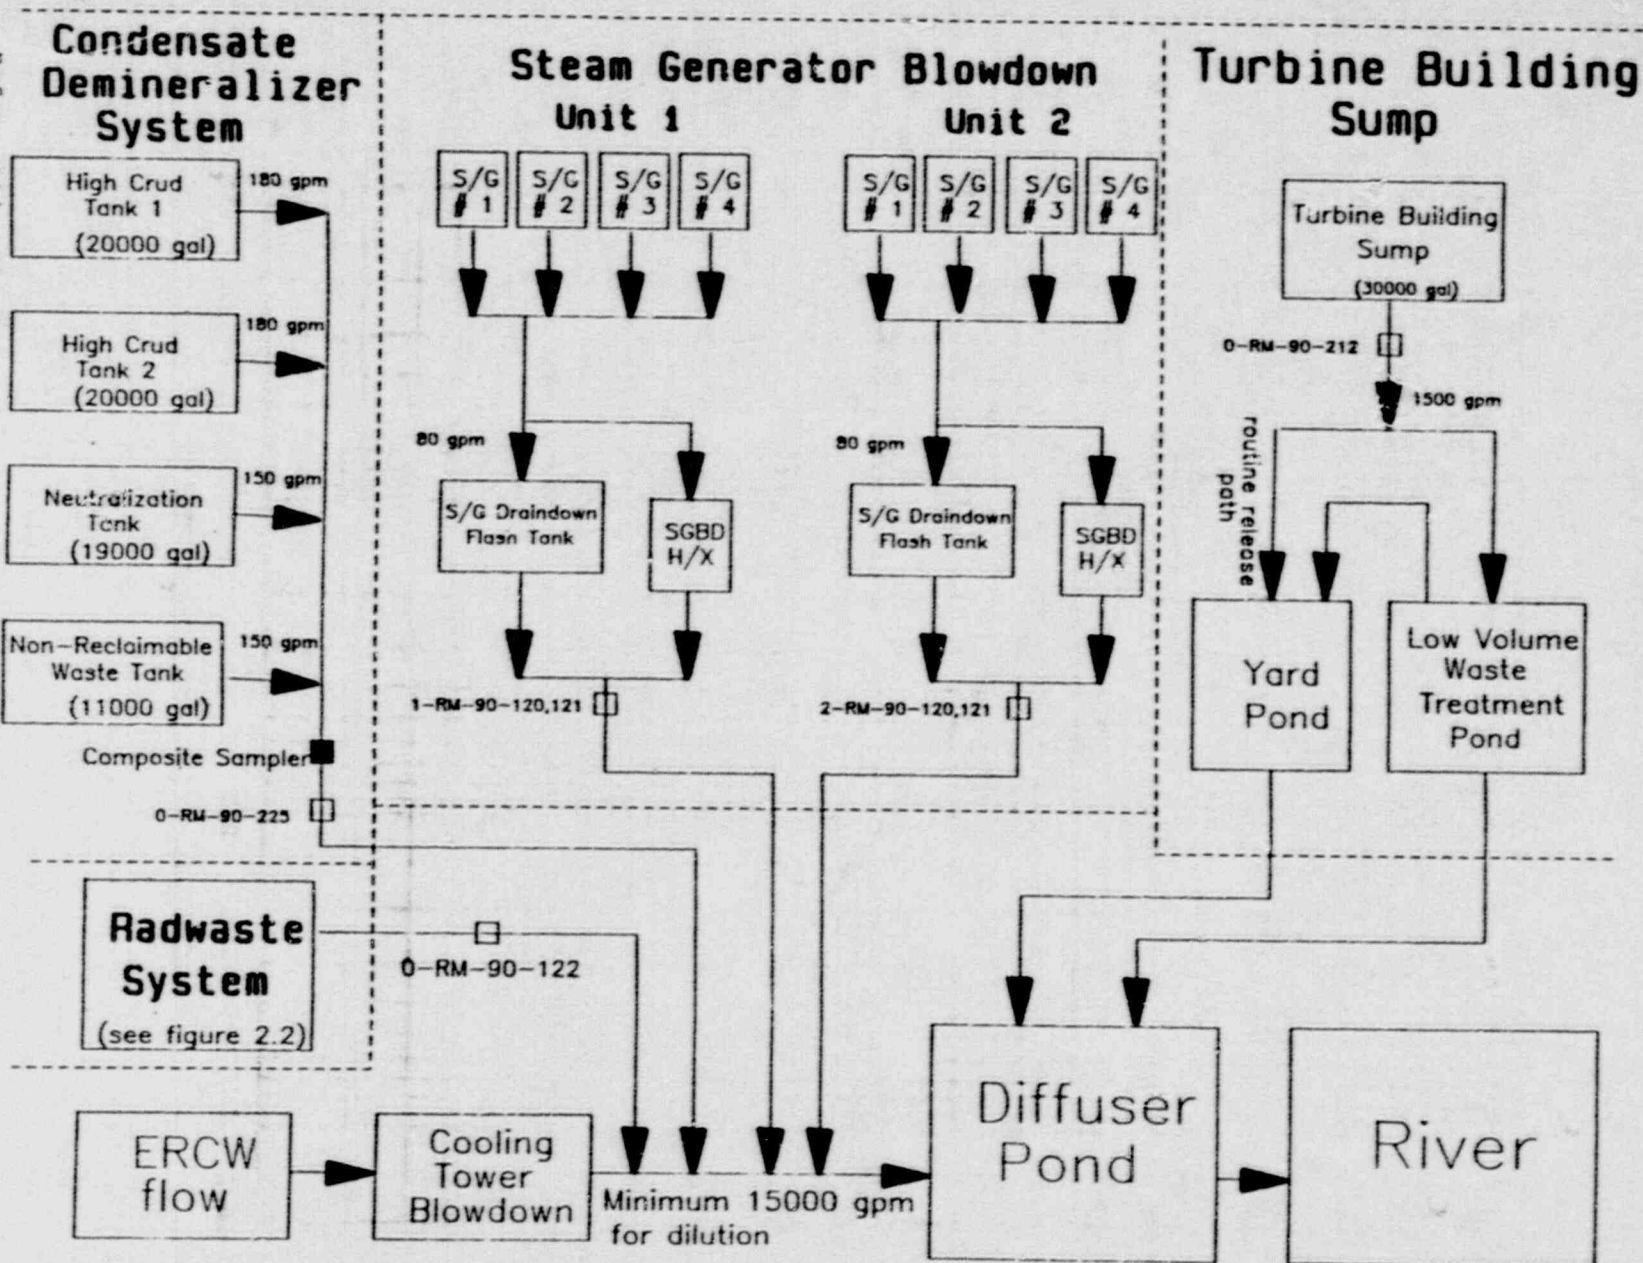 Condensate
Demineralizer
System
High Crud
Tank 1
(20000 gal)
180 gpm
High Crud
Tank 2
(20000 gal)
180 gpm
Neutralization
Tank
(19000 gal)
150 gpm
Non-Reclaimable
Waste Tank
(11000 gal)
150 gpm
Composite Sampler
0-RM-90-225
Steam Generator Blowdown
Unit 1
S/G
# 1
S/G
# 2
S/G
# 3
S/G
# 4
80 gpm
S/G Draindown
Flash Tank
SGBD
H/X
1-RM-90-120,121
Unit 2
S/G
# 1
S/G
# 2
S/G
# 3
S/G
# 4
80 gpm
S/G Draindown
Flash Tank
SGBD
H/X
2-RM-90-120,121
Turbine Building
Sump
Turbine Building
Sump
(30000 gal)
0-RM-90-212
1500 gpm
routine release
path
Yard
Pond
Low Volume
Waste
Treatment
Pond
Radwaste
System
(see figure 2.2)
0-RM-90-122
ERCW
flow
Cooling
Tower
Blowdown
Minimum 15000 gpm
for dilution
Diffuser
Pond
River